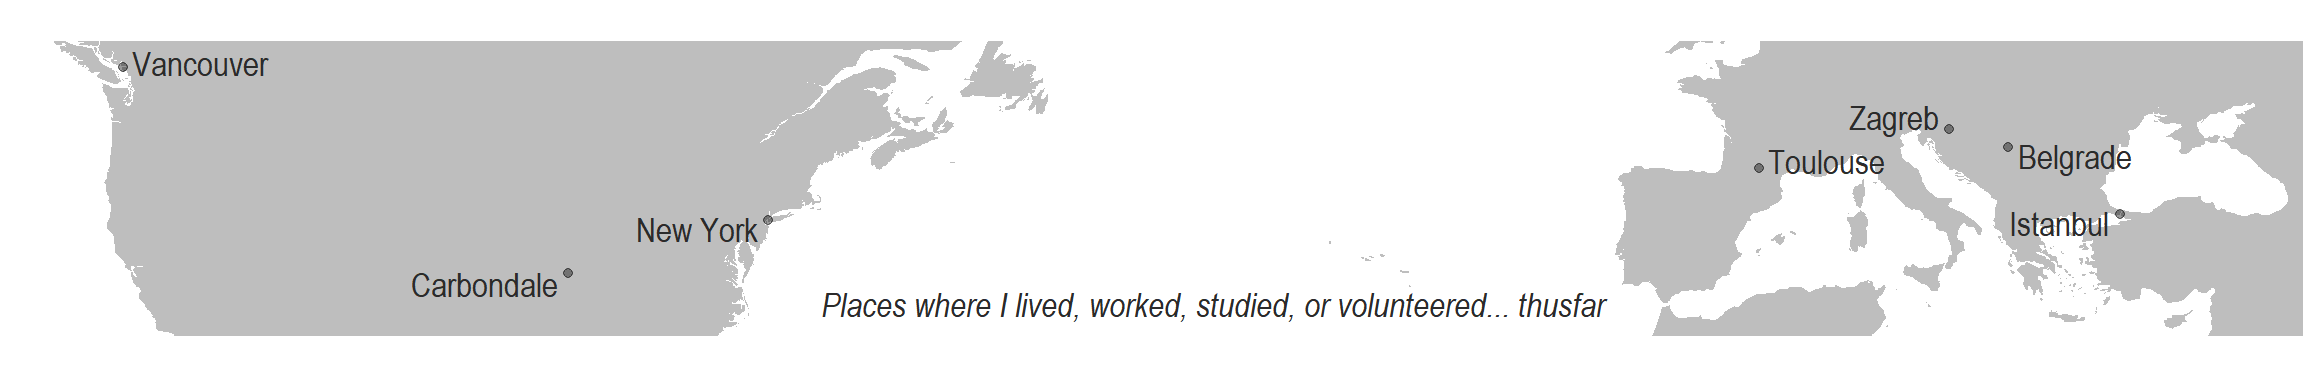 Vancouver
Zagreb
Belgrade
Toulouse
Istanbul
New York
Carbondale
Places where I lived, worked, studied, or volunteered... thusfar